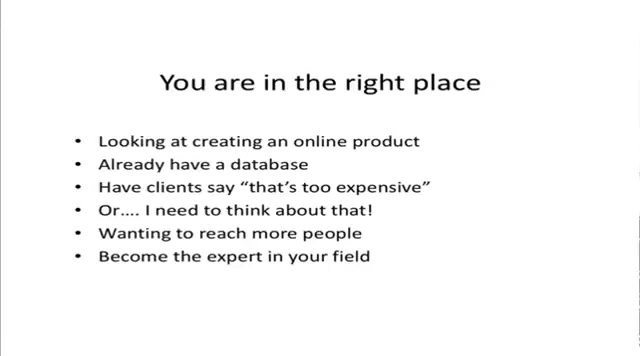 You are in the right place
• Looking at creating an online product
• Already have a database
• Have clients say “that’s too expensive”
• Or.... I need to think about that!
• Wanting to reach more people
• Become the expert in your field